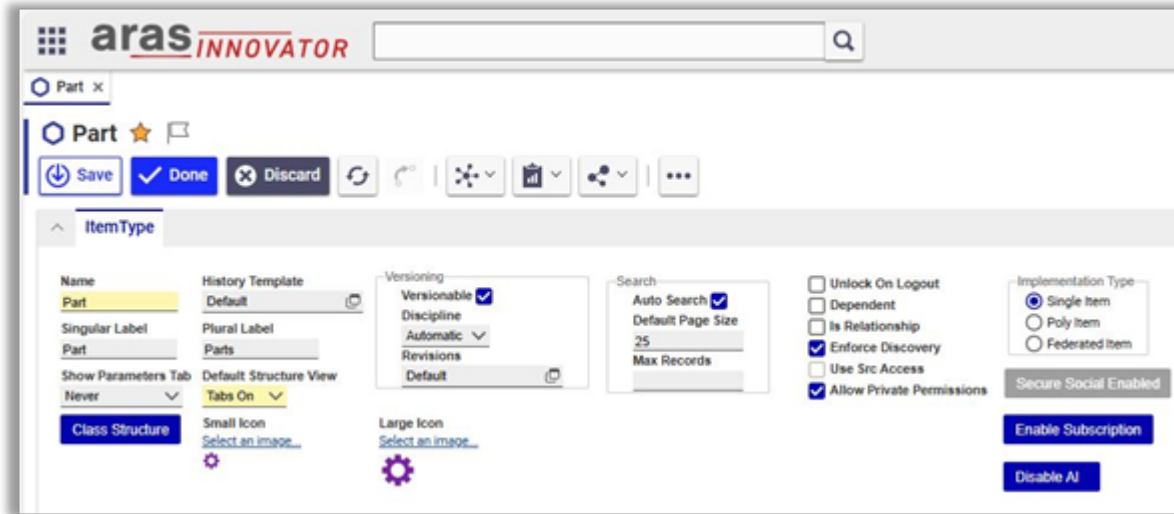 aras INNOVATOR
Part ×
Part
Save Done Discard
ItemType
Name
Part
History Template
Default
Singular Label
Part
Plural Label
Parts
Show Parameters Tab
Never
Default Structure View
Tabs On
Class Structure
Small Icon
Select an image...
Large Icon
Select an image...
Versioning
Versionable
Discipline
Automatic
Revisions
Default
Search
Auto Search
Default Page Size
25
Max Records
Unlock On Logout
Dependent
Is Relationship
Enforce Discovery
Use Src Access
Allow Private Permissions
Implementation Type
Single Item
Poly Item
Federated Item
Secure Social Enabled
Enable Subscription
Disable AI